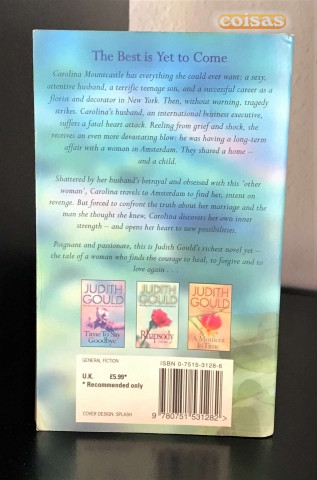 coisas
The Best is Yet to Come
Carolina Mountcastle has everything she could ever want: a sexy,
attentive husband, a terrific teenage son, and a successful career as a
florist and decorator in New York. Then, without warning, tragedy
strikes. Carolina's husband, an international business executive,
suffers a fatal heart attack. Reeling from grief and shock, she
receives an even more devastating blow: he was having a long-term
affair with a woman in Amsterdam. They shared a home –
and a child.
Shattered by her husband's betrayal and obsessed with this 'other
woman', Carolina travels to Amsterdam to find her, intent on
revenge. But forced to confront the truth about her marriage and the
man she thought she knew, Carolina discovers her own inner
strength – and opens her heart to new possibilities.
Poignant and passionate, this is Judith Gould's richest novel yet –
the tale of a woman who finds the courage to heal, to forgive and to
love again . . .
JUDITH GOULD
Time To Say Goodbye
JUDITH GOULD
Rhapsody
JUDITH GOULD
A Moment In Time
GENERAL FICTION
ISBN 0-7515-3128-6
U.K. £5.99*
* Recommended only
9 780751 531282 >
COVER DESIGN: SPLASH